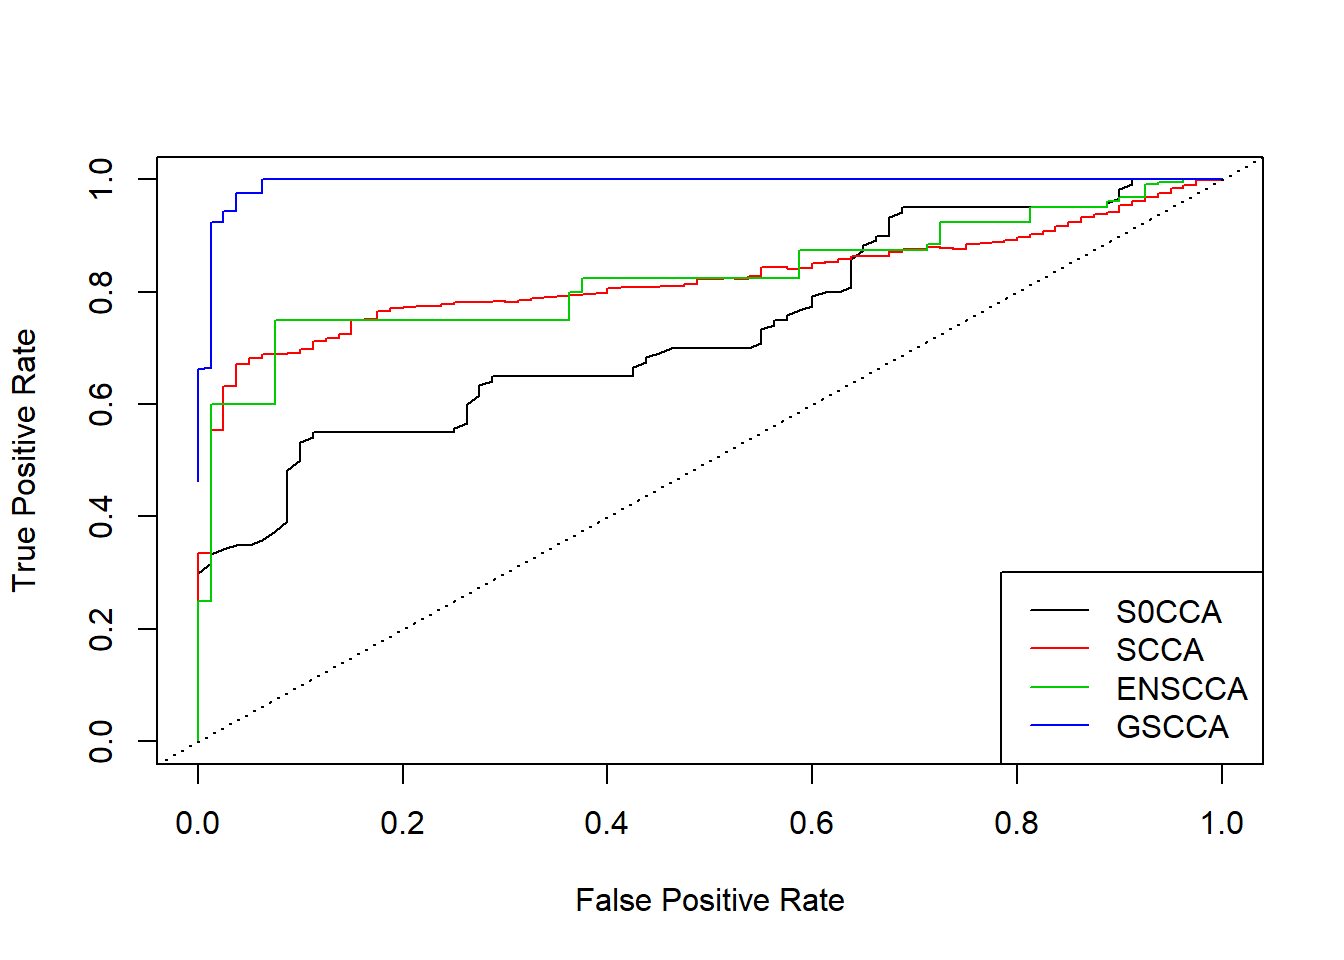 True Positive Rate
1.0
0.8
0.6
0.4
0.2
0.0
S0CCA
SCCA
ENSCCA
GSCCA
0.0 0.2 0.4 0.6 0.8 1.0
False Positive Rate